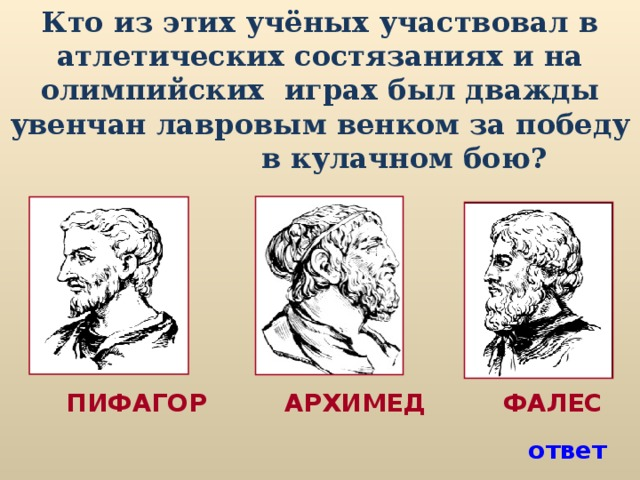 Кто из этих учёных участвовал в
атлетических состязаниях и на
олимпийских играх был дважды
увенчан лавровым венком за победу
в кулачном бою?
ПИФАГОР АРХИМЕД ФАЛЕС
ответ